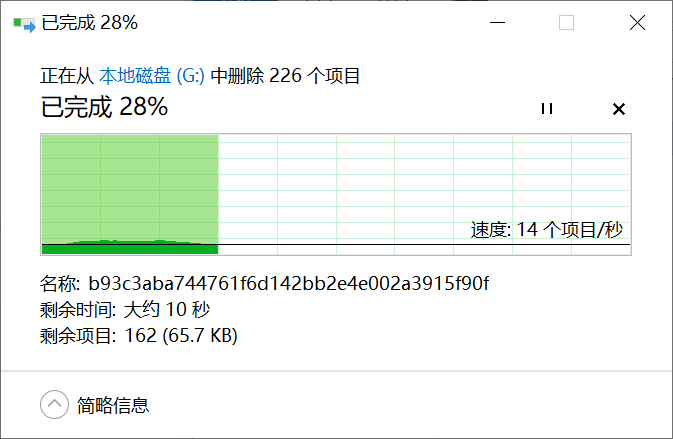 已完成 28%
正在从 本地磁盘 (G:) 中删除 226 个项目
已完成 28%
速度: 14 个项目/秒
名称: b93c3aba744761f6d142bb2e4e002a3915f90f
剩余时间: 大约 10 秒
剩余项目: 162 (65.7 KB)
简略信息